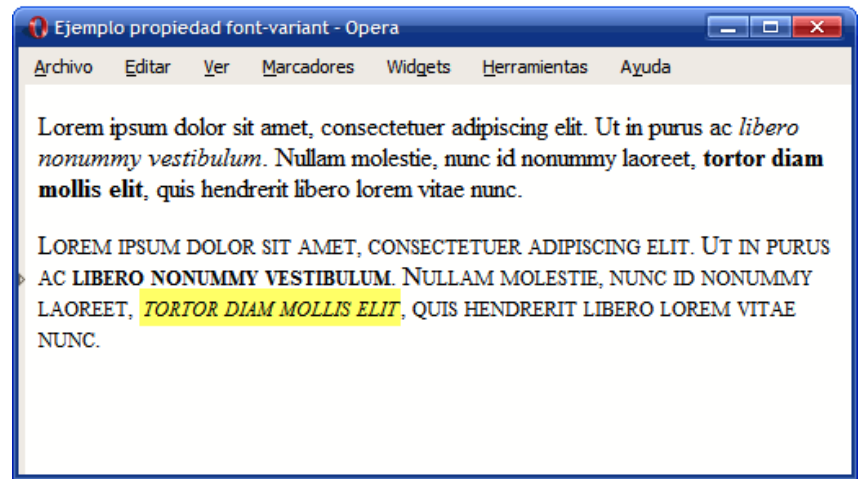 Ejemplo propiedad font-variant - Opera
Archivo Editar Ver Marcadores Widgets Herramientas Ayuda
Lorem ipsum dolor sit amet, consectetuer adipiscing elit. Ut in purus ac libero
nonummy vestibulum. Nullam molestie, nunc id nonummy laoreet, tortor diam
mollis elit, quis hendrerit libero lorem vitae nunc.
LOREM IPSUM DOLOR SIT AMET, CONSECTETUER ADIPISCING ELIT. UT IN PURUS
AC LIBERO NONUMMY VESTIBULUM. NULLAM MOLESTIE, NUNC ID NONUMMY
LAOREET, TORTOR DIAM MOLLIS ELIT, QUIS HENDRERIT LIBERO LOREM VITAE
NUNC.